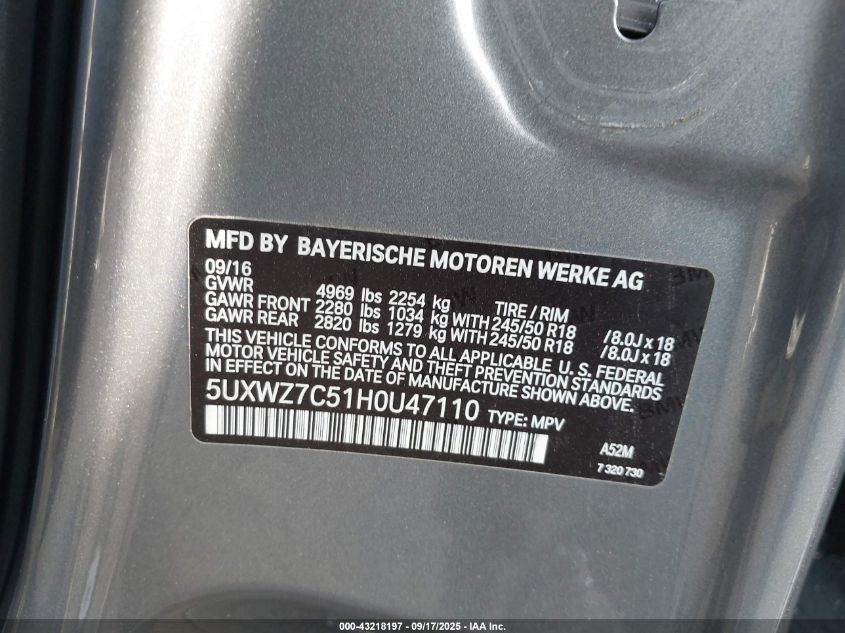 MFD BY BAYERISCHE MOTOREN WERKE AG
09/16
GVWR 4969 lbs 2254 kg TIRE / RIM
GAWR FRONT 2280 lbs 1034 kg WITH 245/50 R18 /8.0J x 18
GAWR REAR 2820 lbs 1279 kg WITH 245/50 R18 /8.0J x 18
THIS VEHICLE CONFORMS TO ALL APPLICABLE U. S. FEDERAL
MOTOR VEHICLE SAFETY AND THEFT PREVENTION STANDARDS
IN EFFECT ON THE DATE OF MANUFACTURE SHOWN ABOVE.
5UXWZ7C51H0U47110 TYPE: MPV
A52M
7 320 730
000-43218197 - 09/17/2025 - IAA Inc.